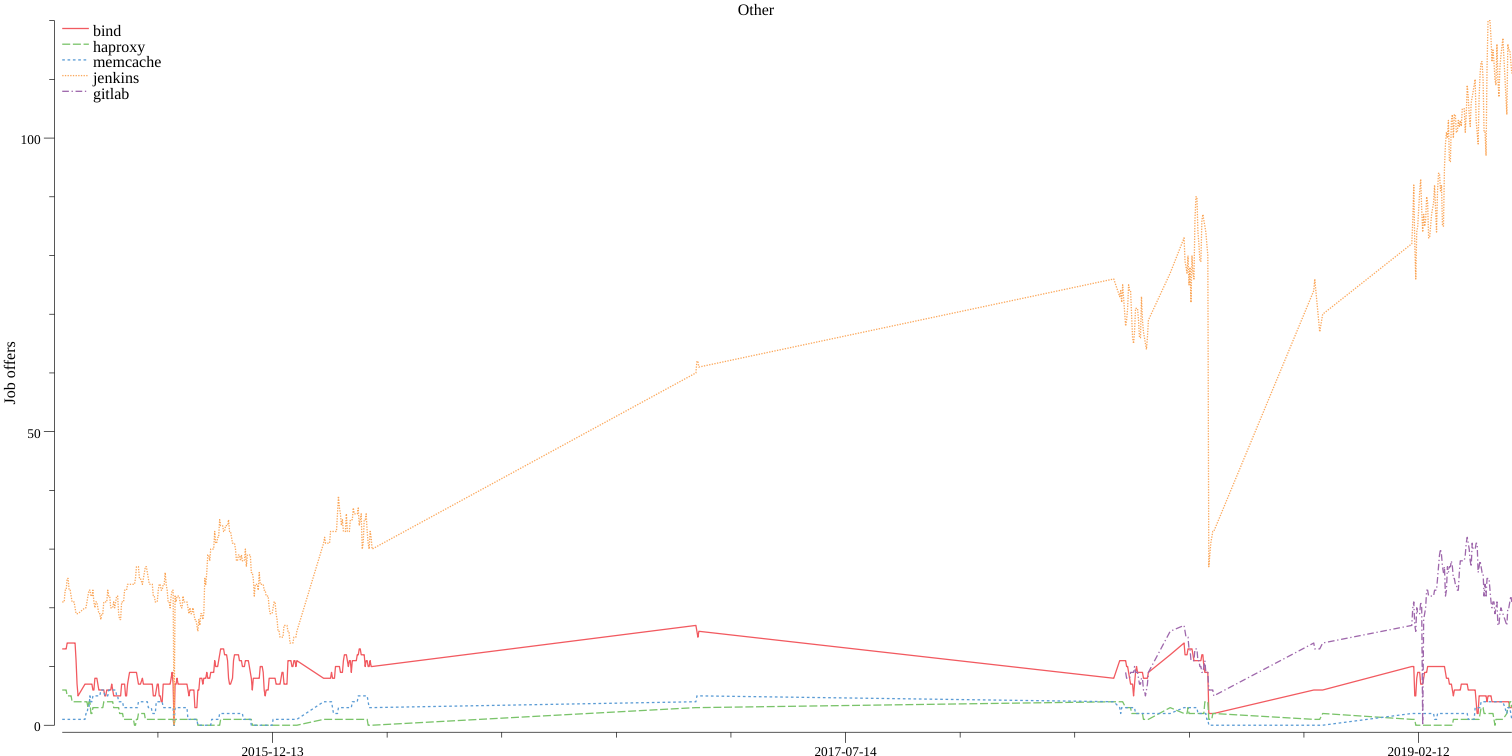 Other
bind
haproxy
memcache
jenkins
gitlab
100
50
0
Job offers
2015-12-13
2017-07-14
2019-02-12